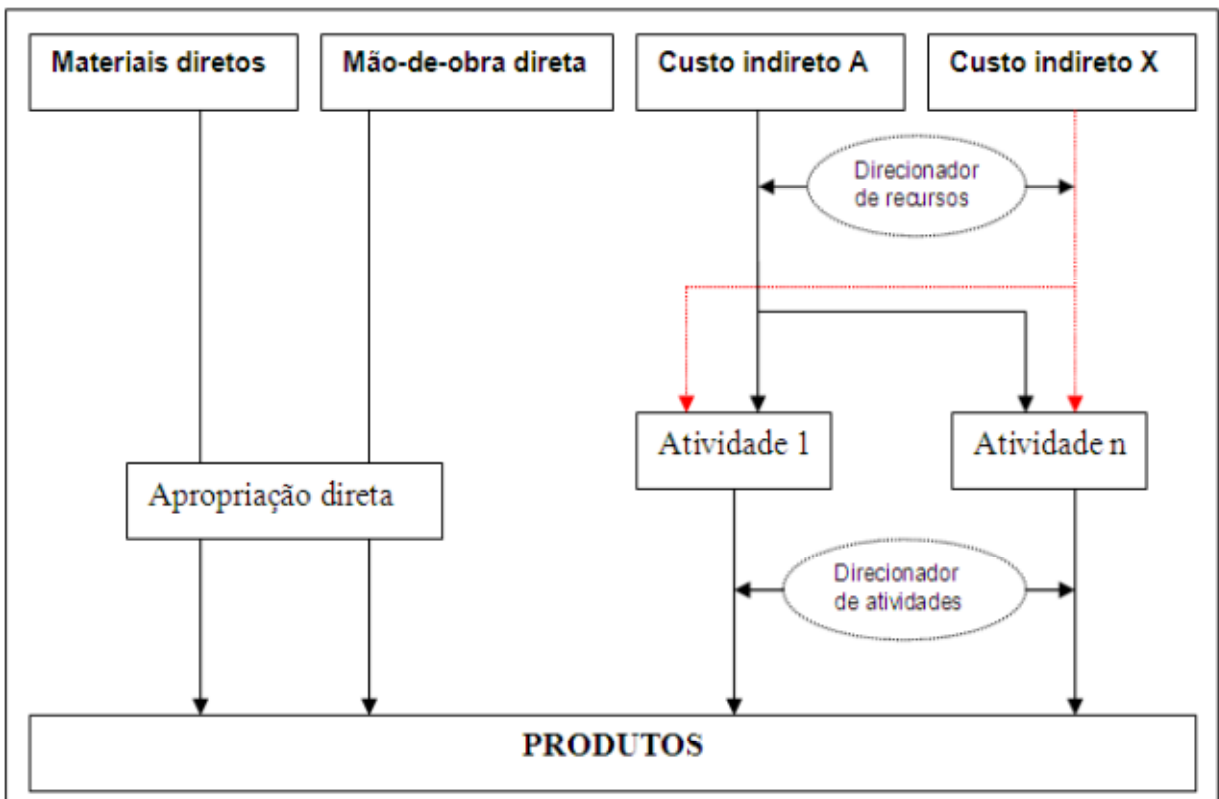 Materiais diretos
Mão-de-obra direta
Custo indireto A
Custo indireto X
Direcionador
de recursos
Atividade 1
Atividade n
Apropriação direta
Direcionador
de atividades
PRODUTOS